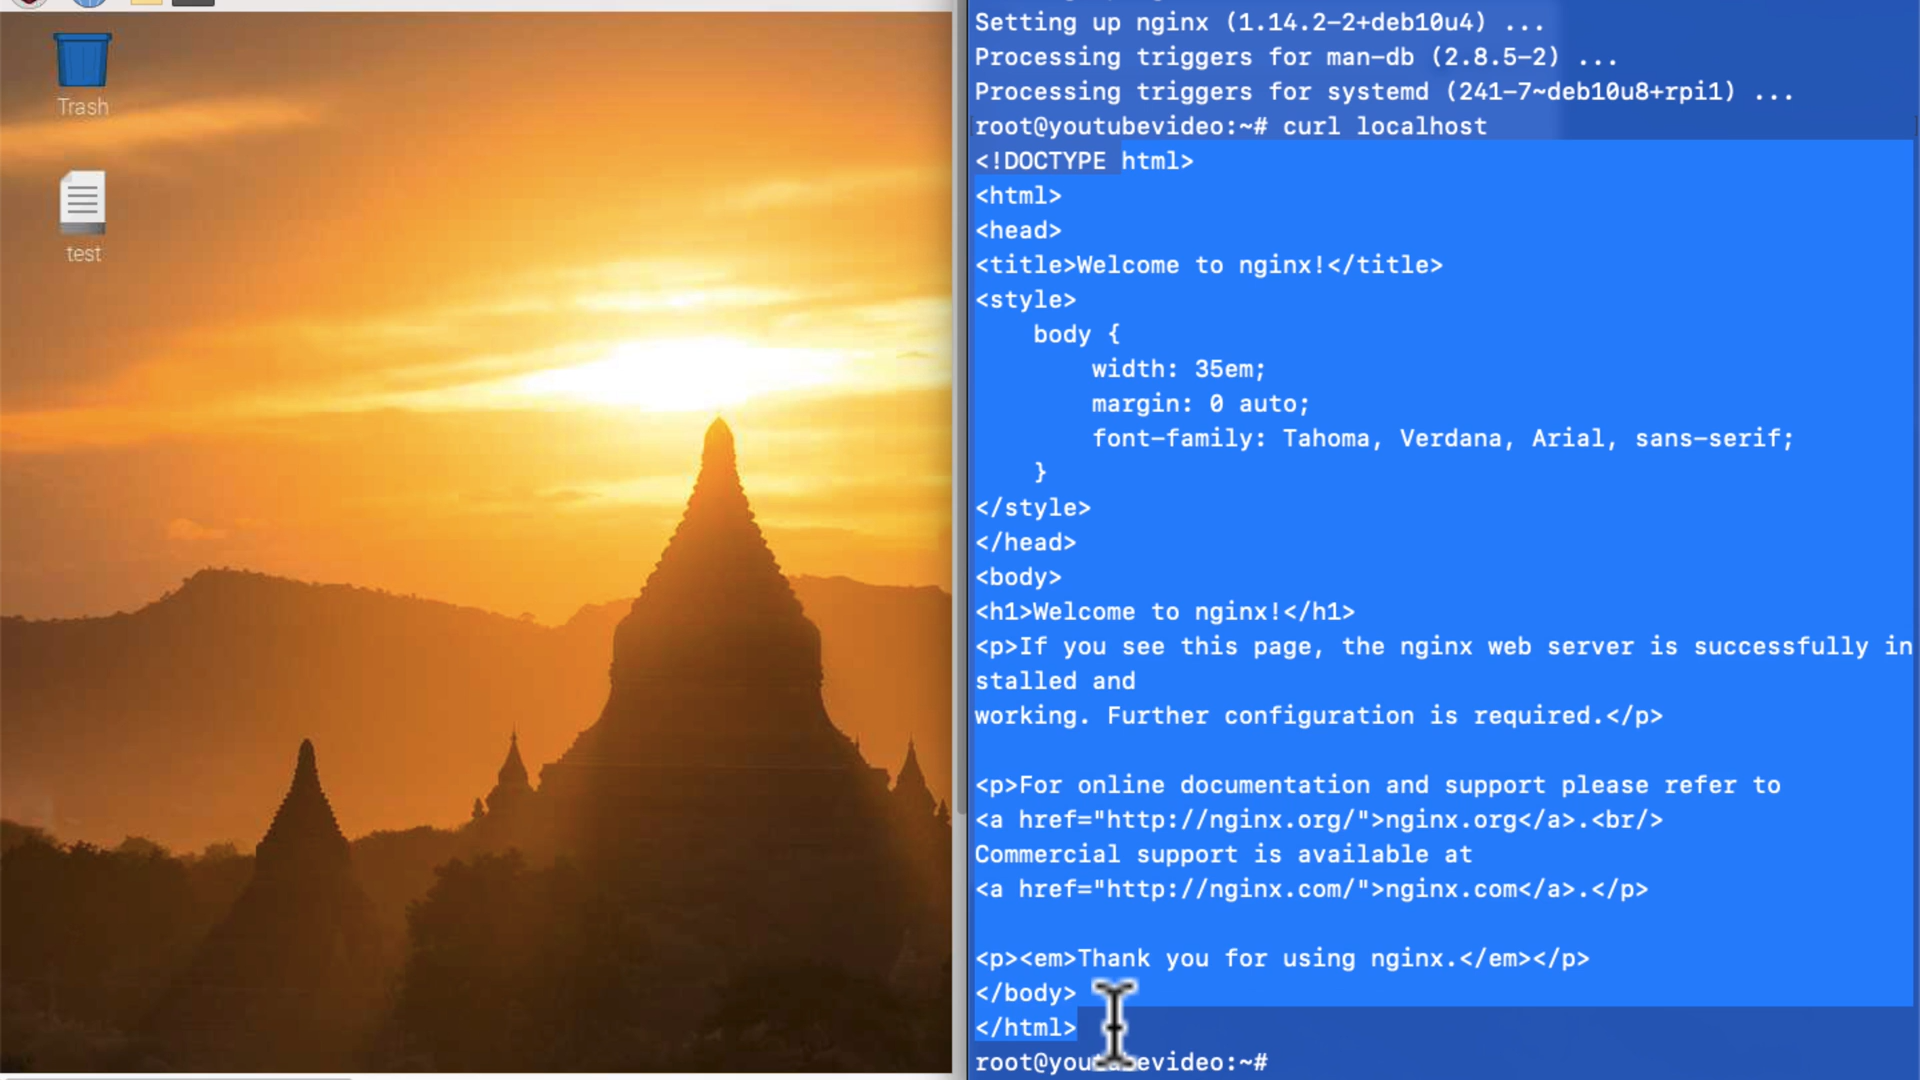 Trash
test
Setting up nginx (1.14.2-2+deb10u4) ...
Processing triggers for man-db (2.8.5-2) ...
Processing triggers for systemd (241-7~deb10u8+rpi1) ...
root@youtubevideo:~# curl localhost
<!DOCTYPE html>
<html>
<head>
<title>Welcome to nginx!</title>
<style>
    body {
        width: 35em;
        margin: 0 auto;
        font-family: Tahoma, Verdana, Arial, sans-serif;
    }
</style>
</head>
<body>
<h1>Welcome to nginx!</h1>
<p>If you see this page, the nginx web server is successfully in
stalled and
working. Further configuration is required.</p>

<p>For online documentation and support please refer to
<a href="http://nginx.org/">nginx.org</a>.<br/>
Commercial support is available at
<a href="http://nginx.com/">nginx.com</a>.</p>

<p><em>Thank you for using nginx.</em></p>
</body>
</html>
root@youtubevideo:~#